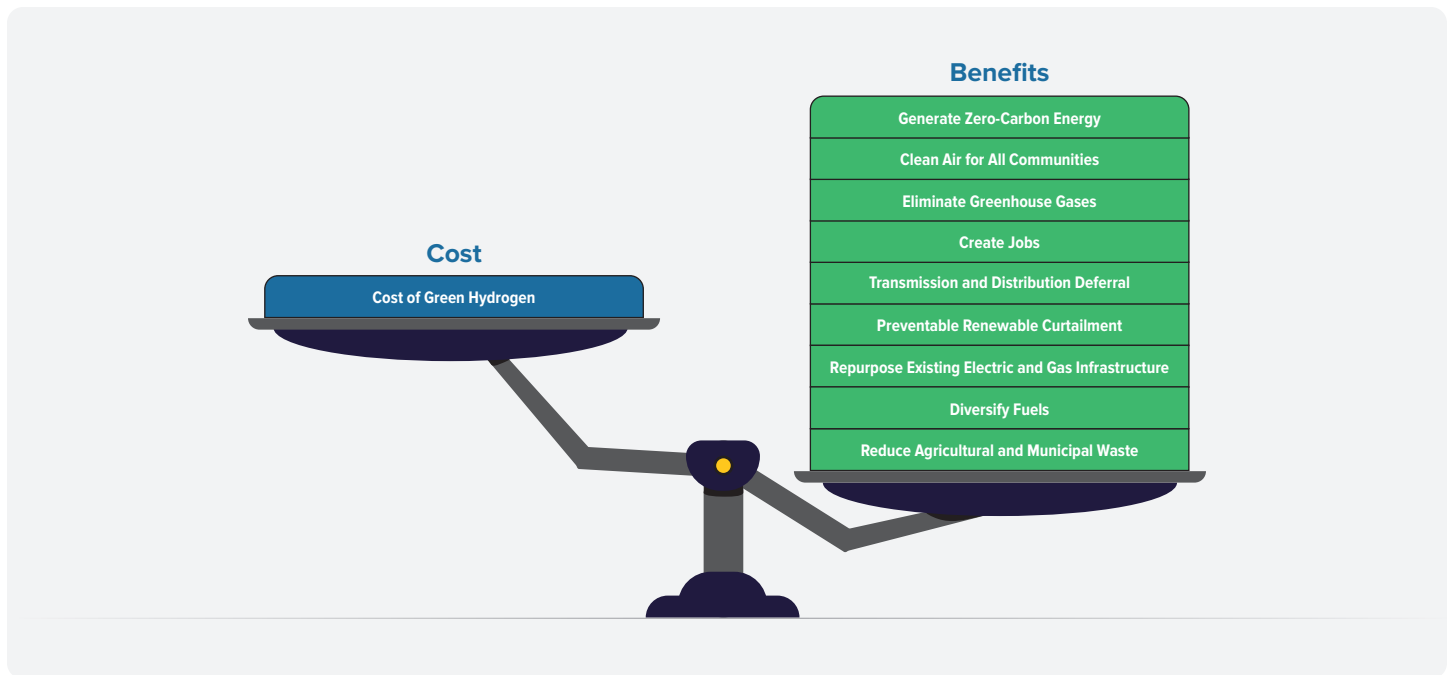 Cost
Cost of Green Hydrogen
Benefits
Generate Zero-Carbon Energy
Clean Air for All Communities
Eliminate Greenhouse Gases
Create Jobs
Transmission and Distribution Deferral
Preventable Renewable Curtailment
Repurpose Existing Electric and Gas Infrastructure
Diversify Fuels
Reduce Agricultural and Municipal Waste